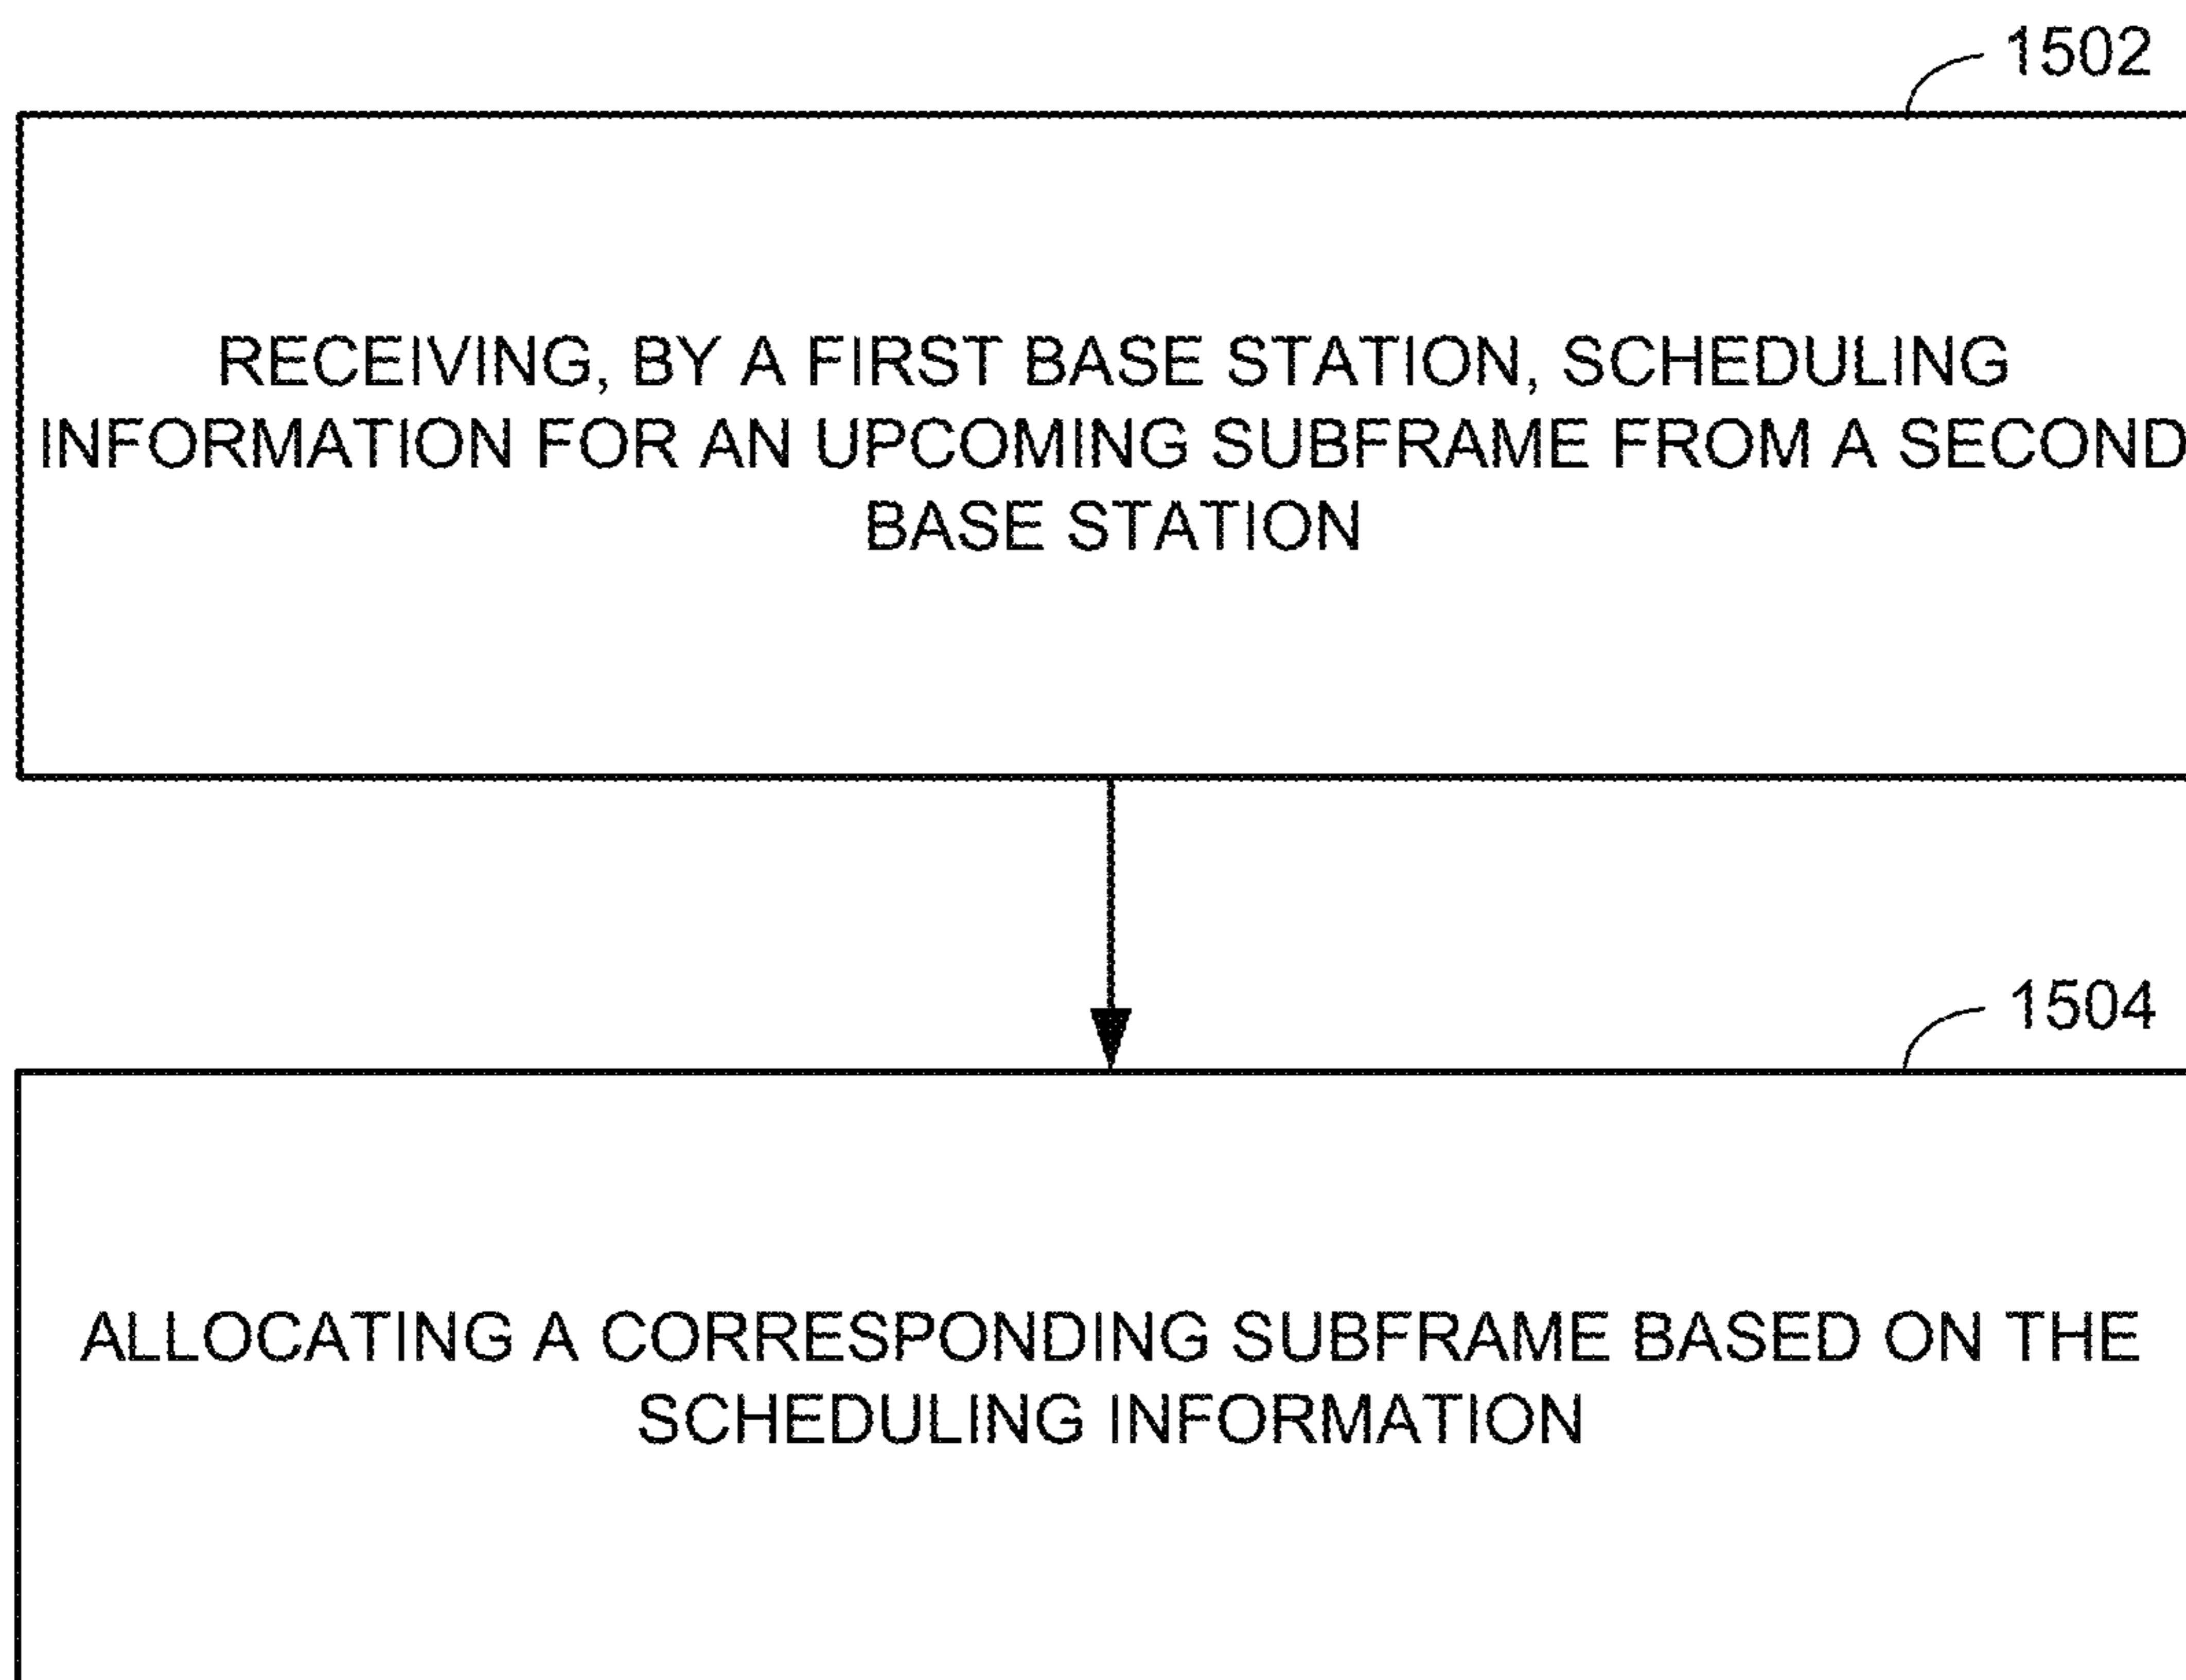 1502
RECEIVING, BY A FIRST BASE STATION, SCHEDULING
INFORMATION FOR AN UPCOMING SUBFRAME FROM A SECOND
BASE STATION
1504
ALLOCATING A CORRESPONDING SUBFRAME BASED ON THE
SCHEDULING INFORMATION